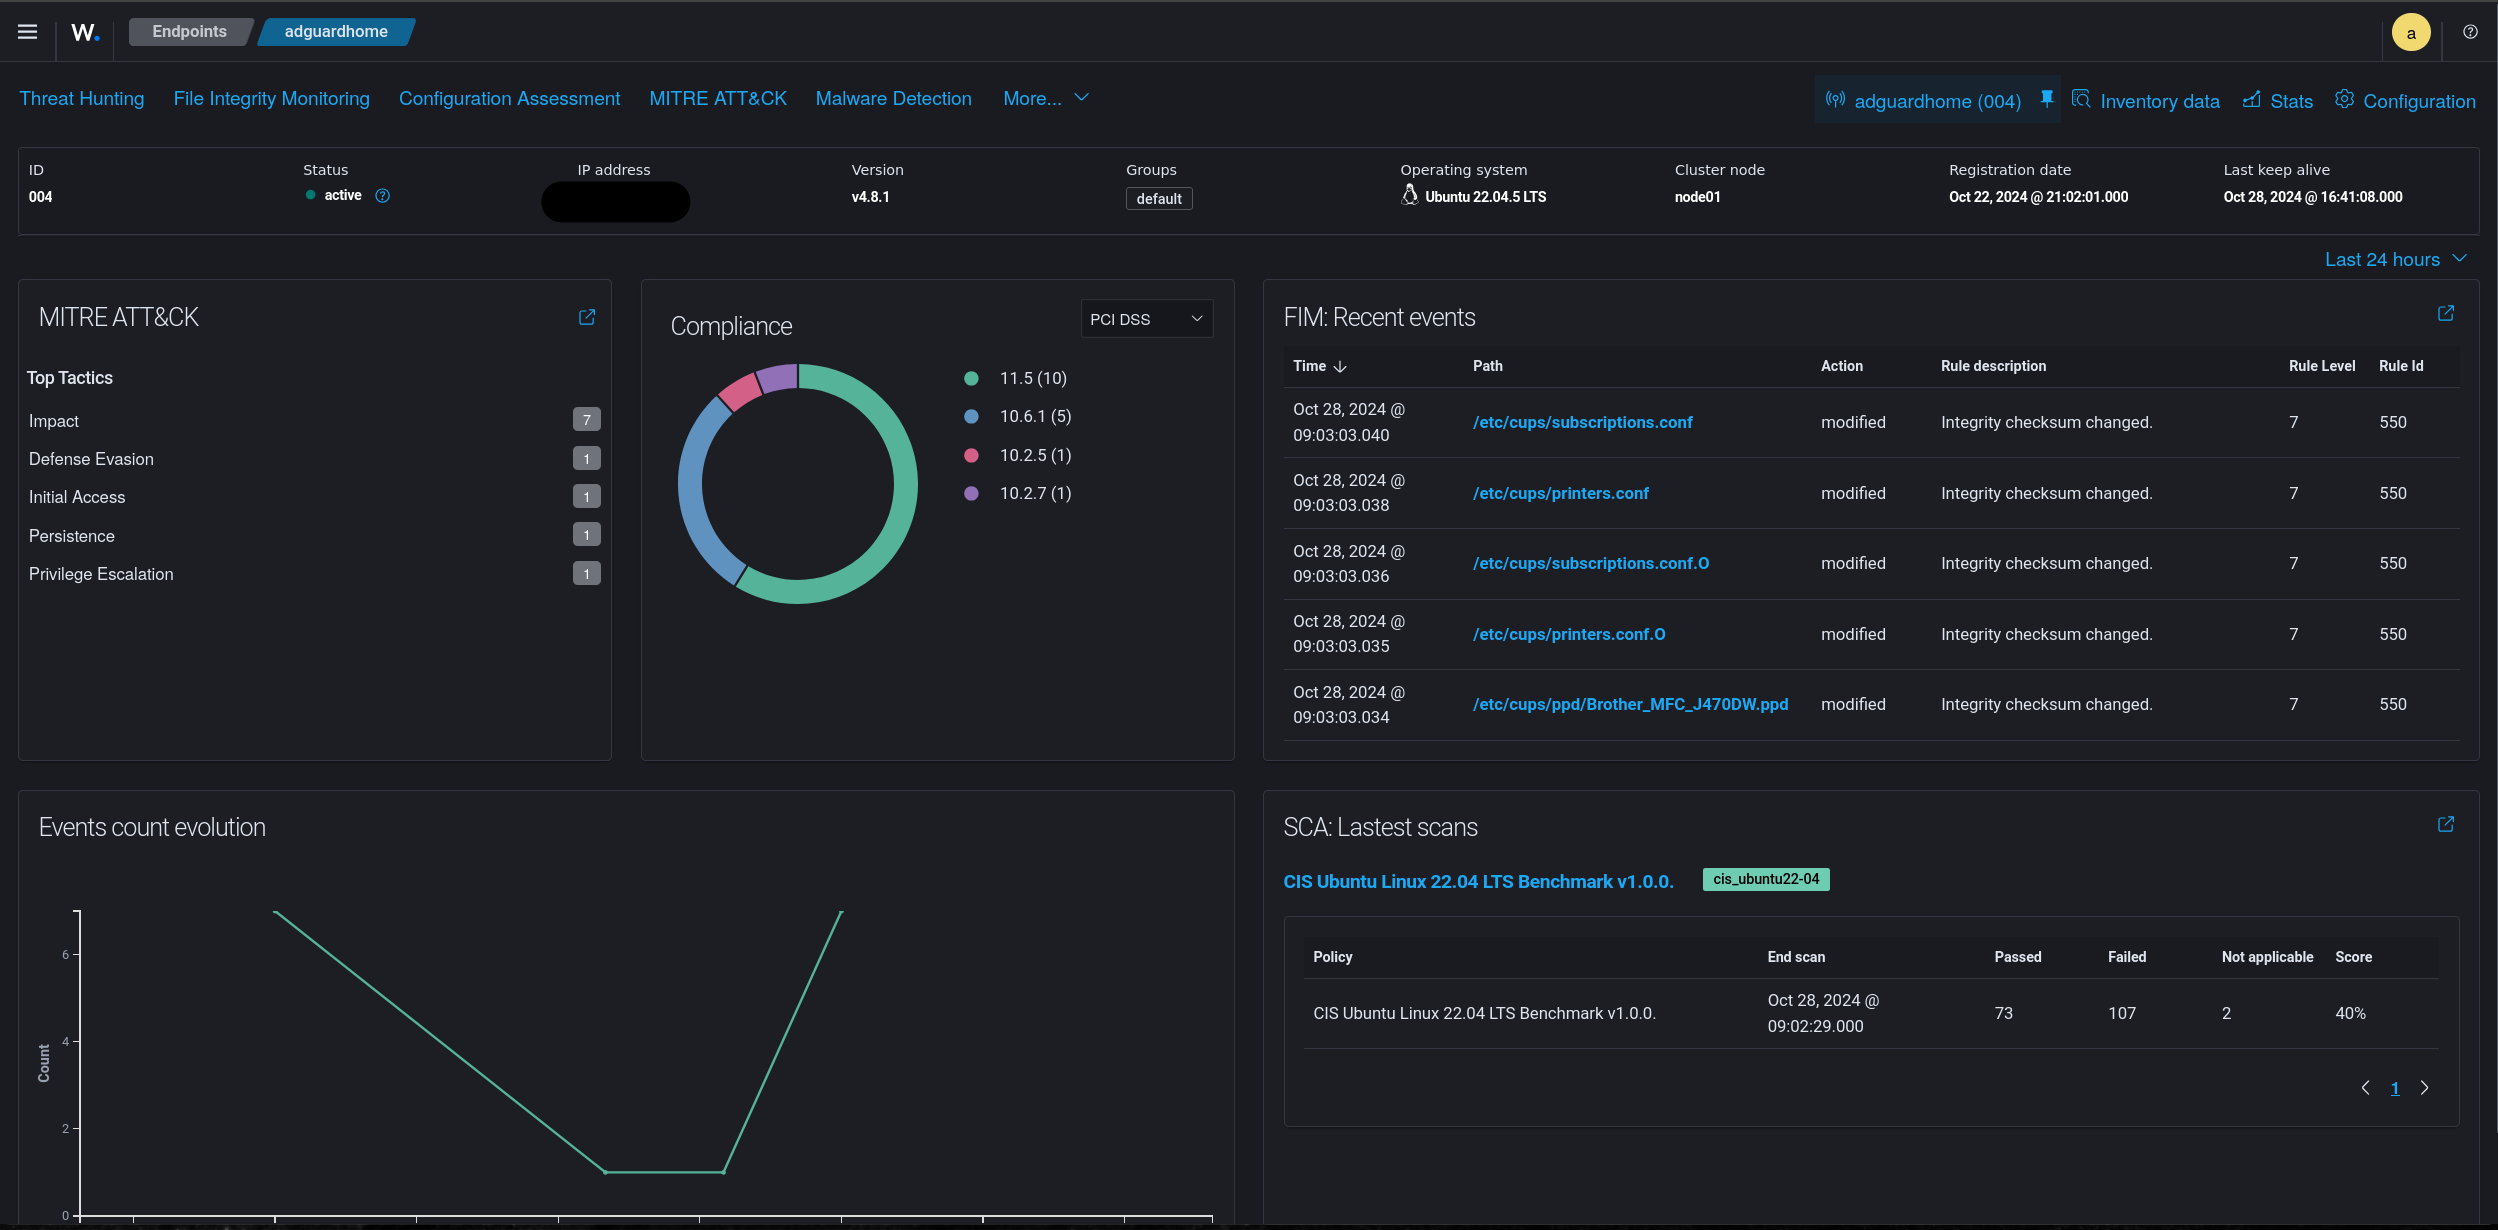 W.
Endpoints
adguardhome
a
Threat Hunting
File Integrity Monitoring
Configuration Assessment
MITRE ATT&CK
Malware Detection
More...
adguardhome (004)
Inventory data
Stats
Configuration
ID
004
Status
active
IP address
Version
v4.8.1
Groups
default
Operating system
Ubuntu 22.04.5 LTS
Cluster node
node01
Registration date
Oct 22, 2024 @ 21:02:01.000
Last keep alive
Oct 28, 2024 @ 16:41:08.000
Last 24 hours
MITRE ATT&CK
Top Tactics
Impact 7
Defense Evasion 1
Initial Access 1
Persistence 1
Privilege Escalation 1
Compliance
PCI DSS
11.5 (10)
10.6.1 (5)
10.2.5 (1)
10.2.7 (1)
FIM: Recent events
Time Path Action Rule description Rule Level Rule Id
Oct 28, 2024 @
09:03:03.040 /etc/cups/subscriptions.conf modified Integrity checksum changed. 7 550
Oct 28, 2024 @
09:03:03.038 /etc/cups/printers.conf modified Integrity checksum changed. 7 550
Oct 28, 2024 @
09:03:03.036 /etc/cups/subscriptions.conf.O modified Integrity checksum changed. 7 550
Oct 28, 2024 @
09:03:03.035 /etc/cups/printers.conf.O modified Integrity checksum changed. 7 550
Oct 28, 2024 @
09:03:03.034 /etc/cups/ppd/Brother_MFC_J470DW.ppd modified Integrity checksum changed. 7 550
Events count evolution
Count
6
4
2
0
SCA: Lastest scans
CIS Ubuntu Linux 22.04 LTS Benchmark v1.0.0.
cis_ubuntu22-04
Policy End scan Passed Failed Not applicable Score
CIS Ubuntu Linux 22.04 LTS Benchmark v1.0.0. Oct 28, 2024 @
09:02:29.000 73 107 2 40%
1